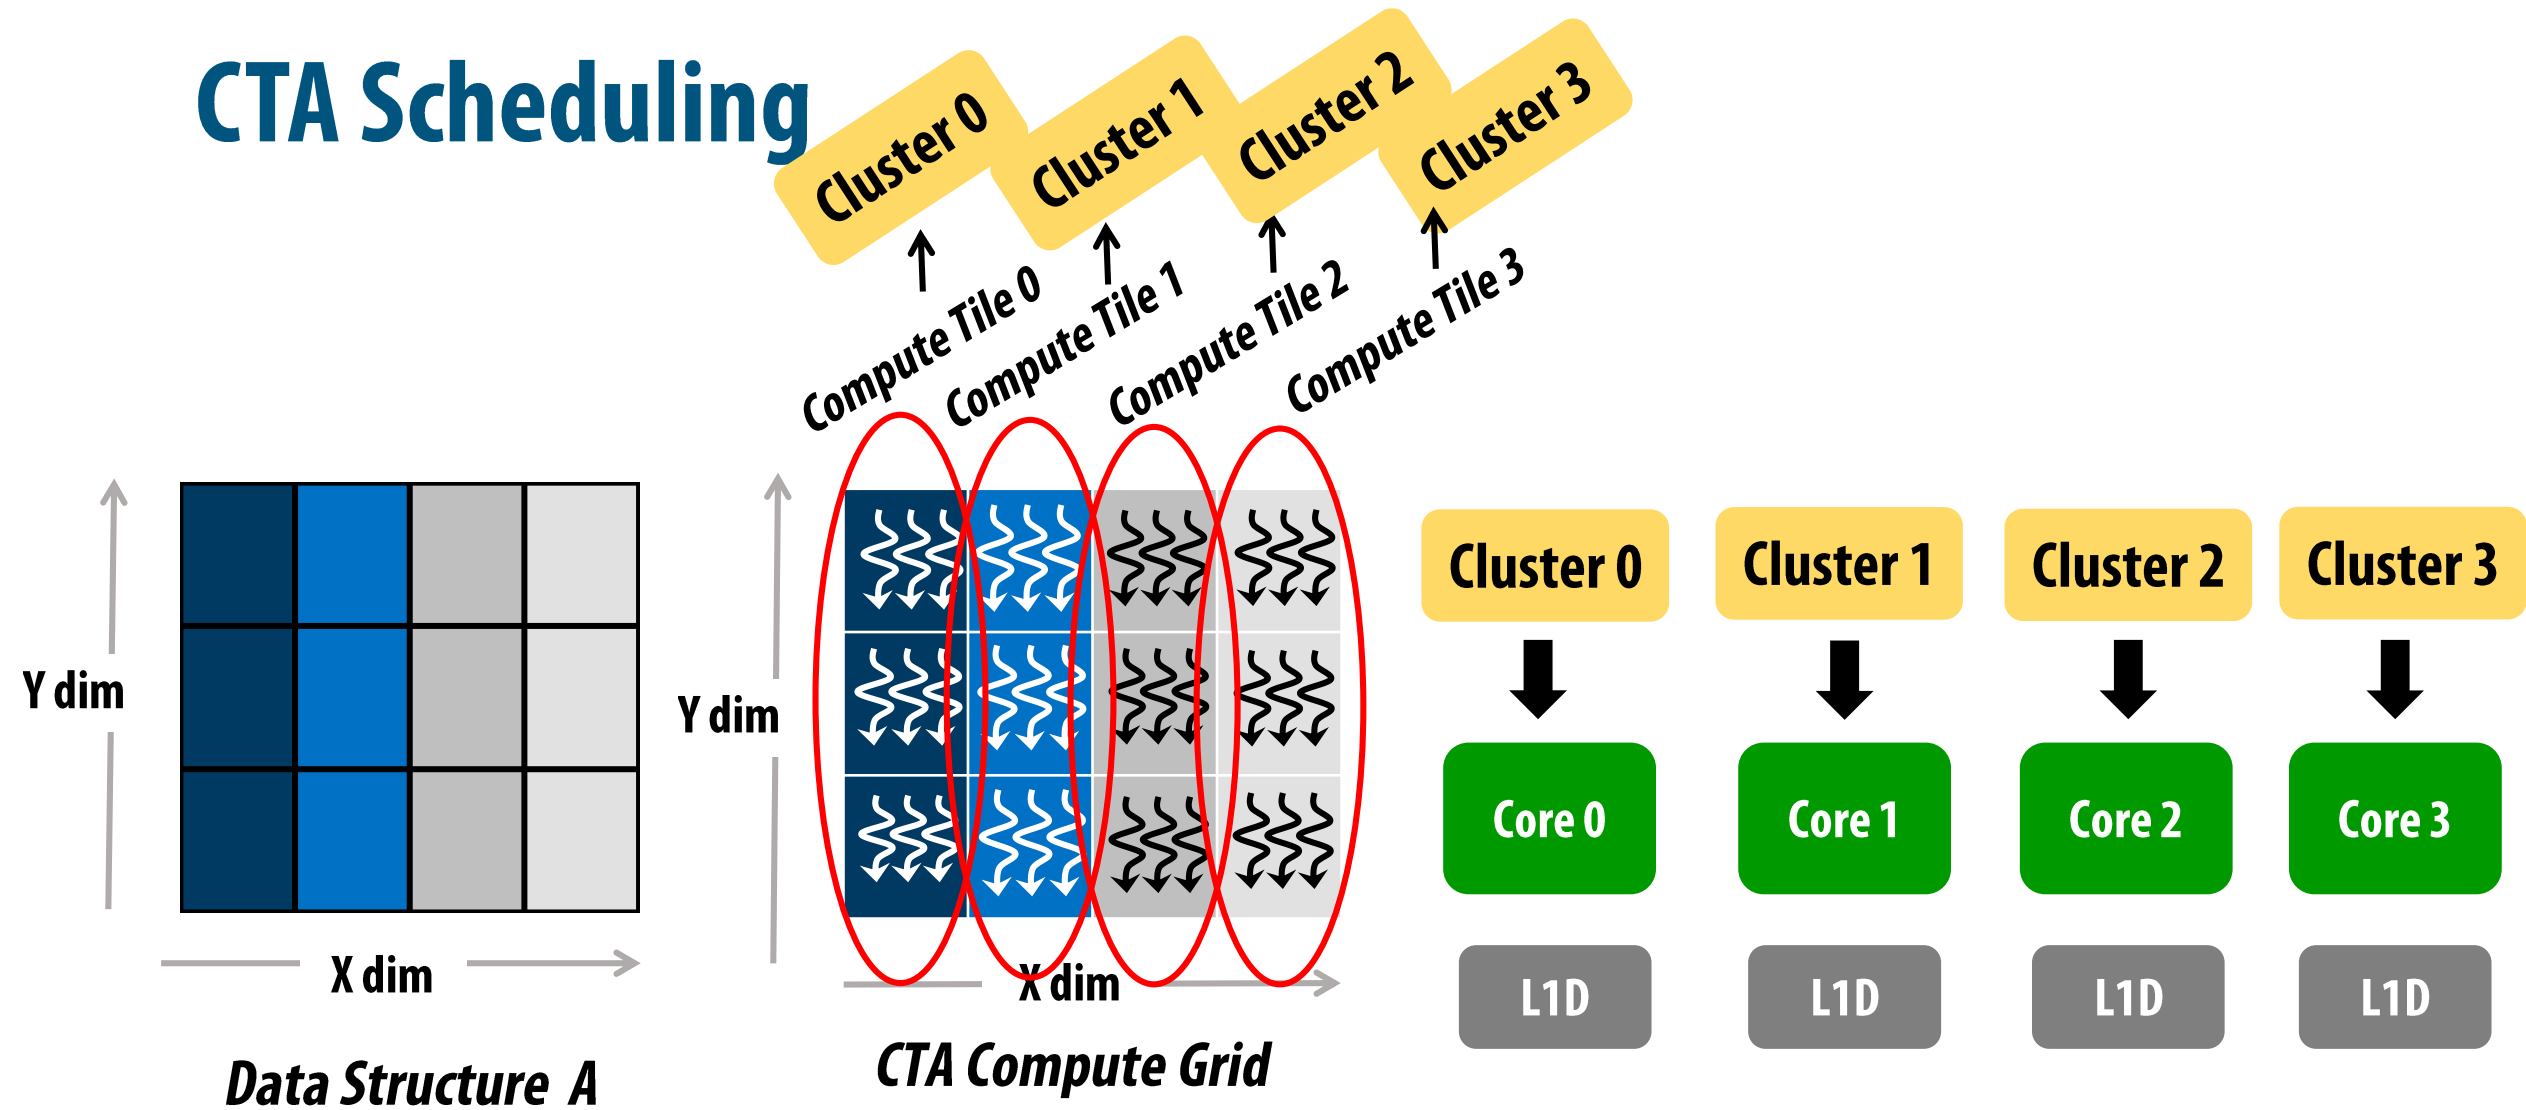 CTA Scheduling
Cluster 0
Cluster 1
Cluster 2
Cluster 3
Compute Tile 0
Compute Tile 1
Compute Tile 2
Compute Tile 3
Y dim
X dim
Data Structure A
Y dim
X dim
CTA Compute Grid
Cluster 0
Cluster 1
Cluster 2
Cluster 3
Core 0
Core 1
Core 2
Core 3
L1D
L1D
L1D
L1D